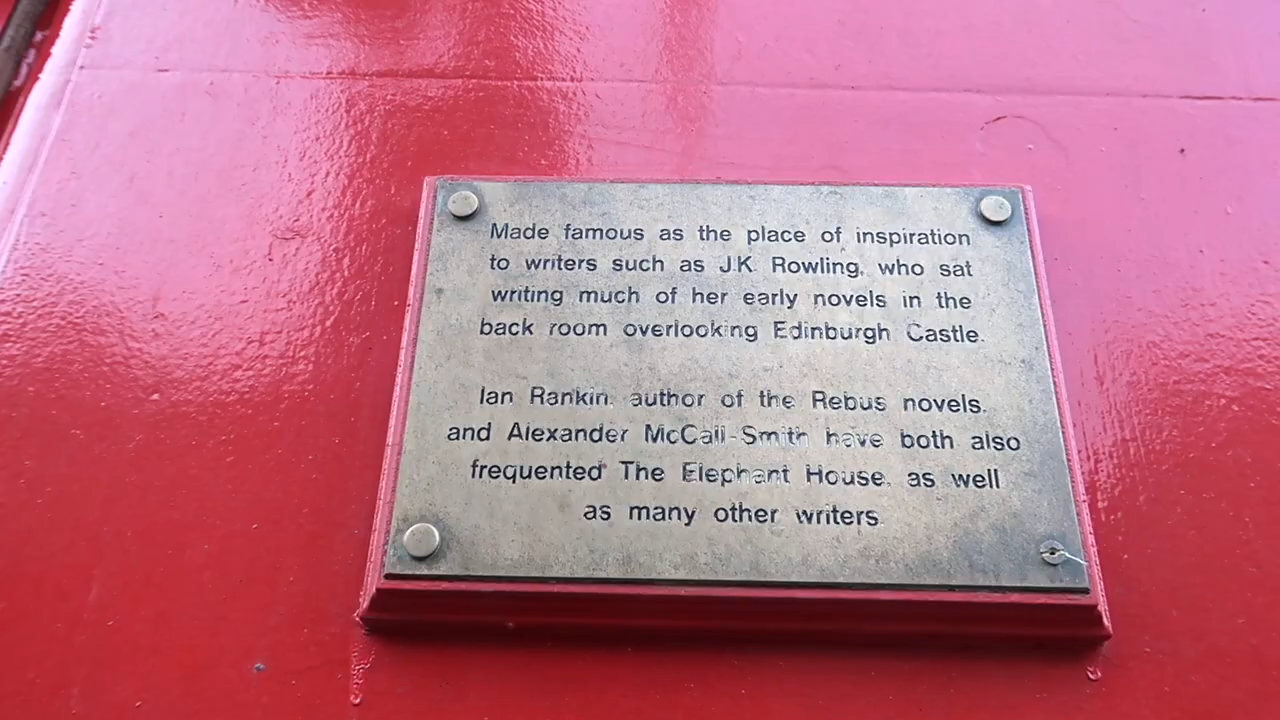 Made famous as the place of inspiration
to writers such as J.K. Rowling, who sat
writing much of her early novels in the
back room overlooking Edinburgh Castle.
Ian Rankin, author of the Rebus novels,
and Alexander McCall-Smith have both also
frequented The Elephant House, as well
as many other writers.